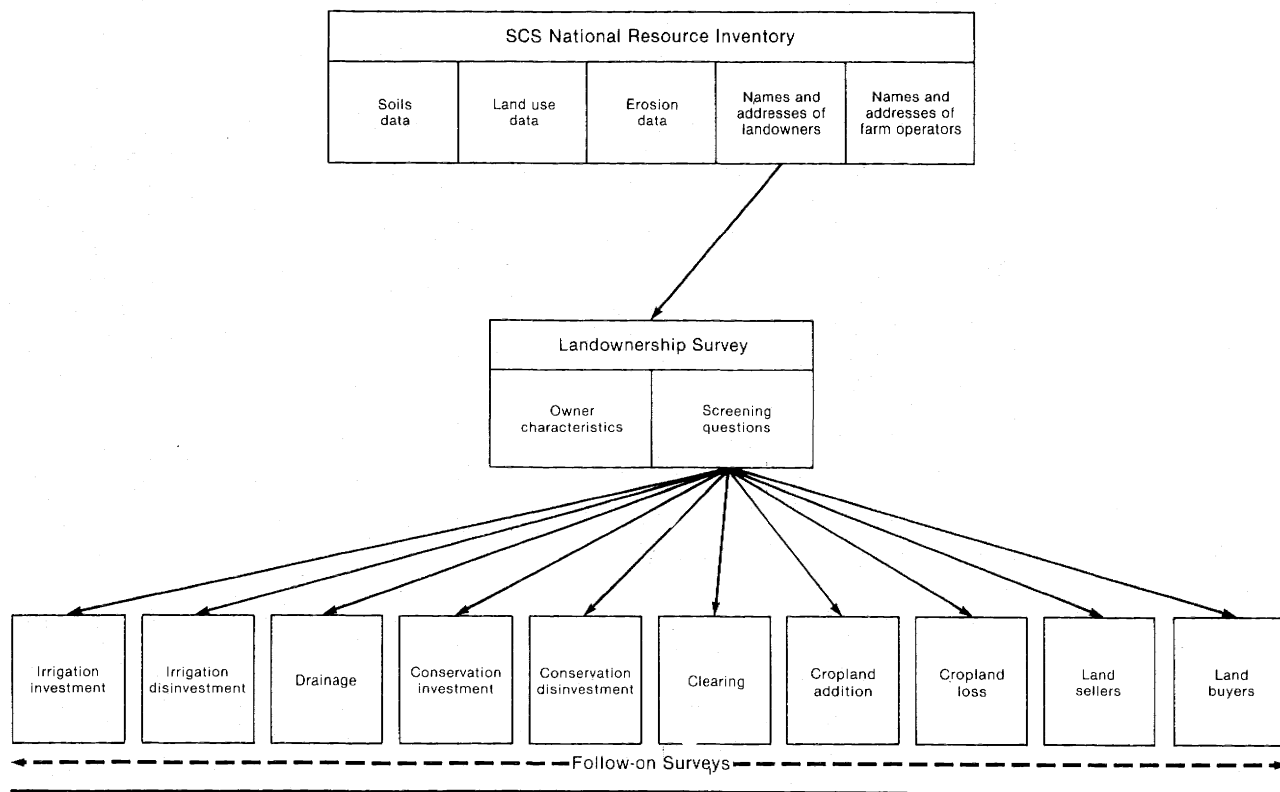 SCS National Resource Inventory
Soils
data
Land use
data
Erosion
data
Names and
addresses of
landowners
Names and
addresses of
farm operators
Landownership Survey
Owner
characteristics
Screening
questions
Irrigation
investment
Irrigation
disinvestment
Drainage
Conservation
investment
Conservation
disinvestment
Clearing
Cropland
addition
Cropland
loss
Land
sellers
Land
buyers
Follow-on Surveys